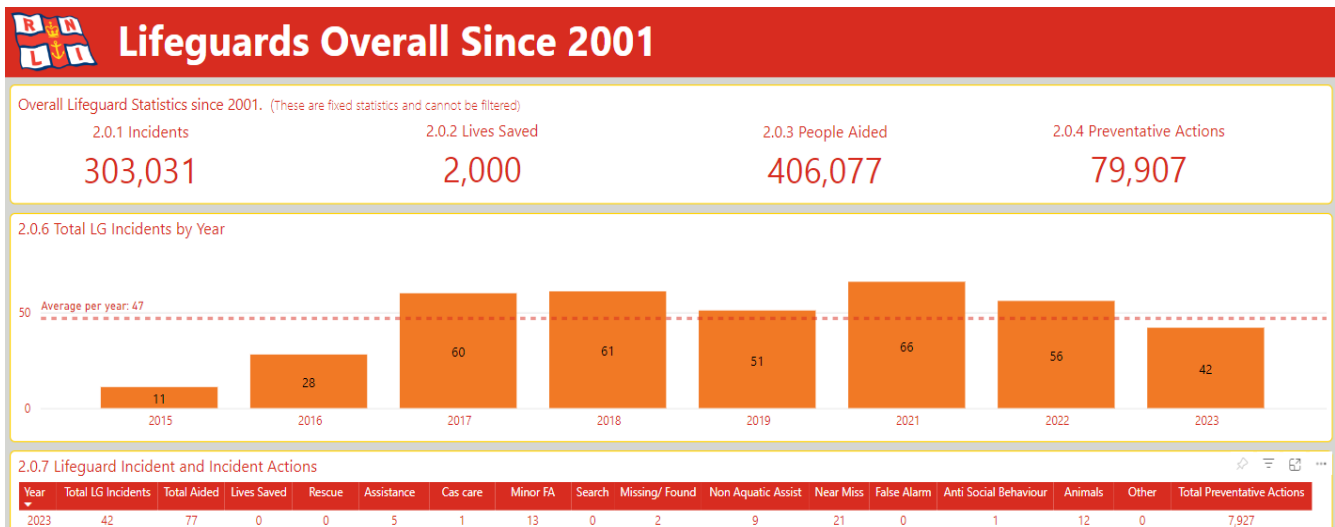 R N L I
Lifeguards Overall Since 2001
Overall Lifeguard Statistics since 2001. (These are fixed statistics and cannot be filtered)
2.0.1 Incidents 2.0.2 Lives Saved 2.0.3 People Aided 2.0.4 Preventative Actions
303,031 2,000 406,077 79,907
2.0.6 Total LG Incidents by Year
Average per year: 47
50
60 61 51 66 56 42
28
11
0
2015 2016 2017 2018 2019 2021 2022 2023
2.0.7 Lifeguard Incident and Incident Actions
Year Total LG Incidents Total Aided Lives Saved Rescue Assistance Cas care Minor FA Search Missing/ Found Non Aquatic Assist Near Miss False Alarm Anti Social Behaviour Animals Other Total Preventative Actions
2023 42 77 0 0 5 1 13 0 2 9 21 0 1 12 0 7,927